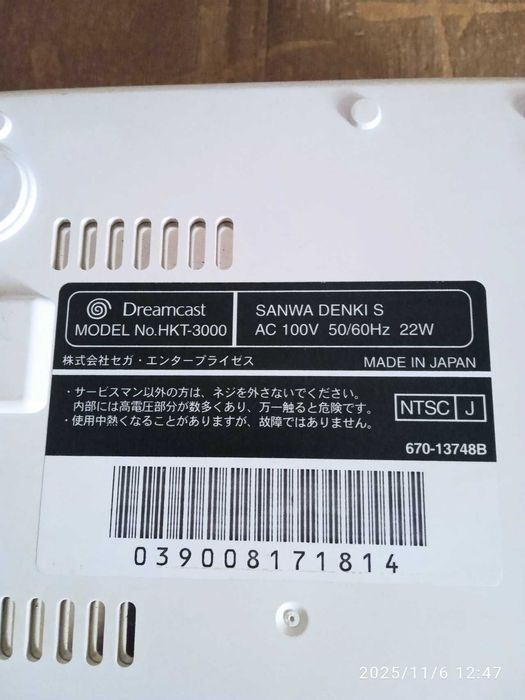 Dreamcast
MODEL No.HKT-3000
SANWA DENKI S
AC 100V 50/60Hz 22W
株式会社セガ・エンタープライゼス
MADE IN JAPAN
・サービスマン以外の方は、ネジを外さないでください。
内部には高電圧部分が数多くあり、万一触ると危険です。
・使用中熱くなることがありますが、故障ではありません。
NTSC J
670-13748B
039008171814
2025/11/6 12:47